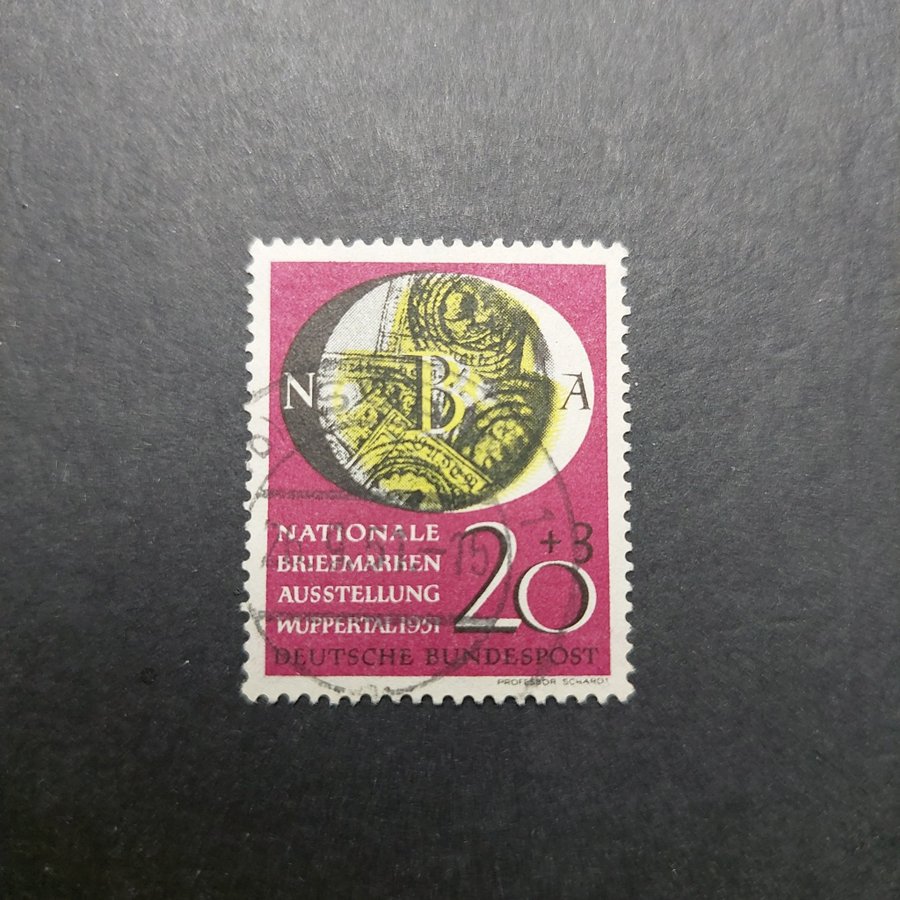 N B A
NATIONALE
BRIEFMARKEN
AUSSTELLUNG
WUPPERTAL 1951
20 + 3
DEUTSCHE BUNDESPOST
PROFESSOR SCHARDT